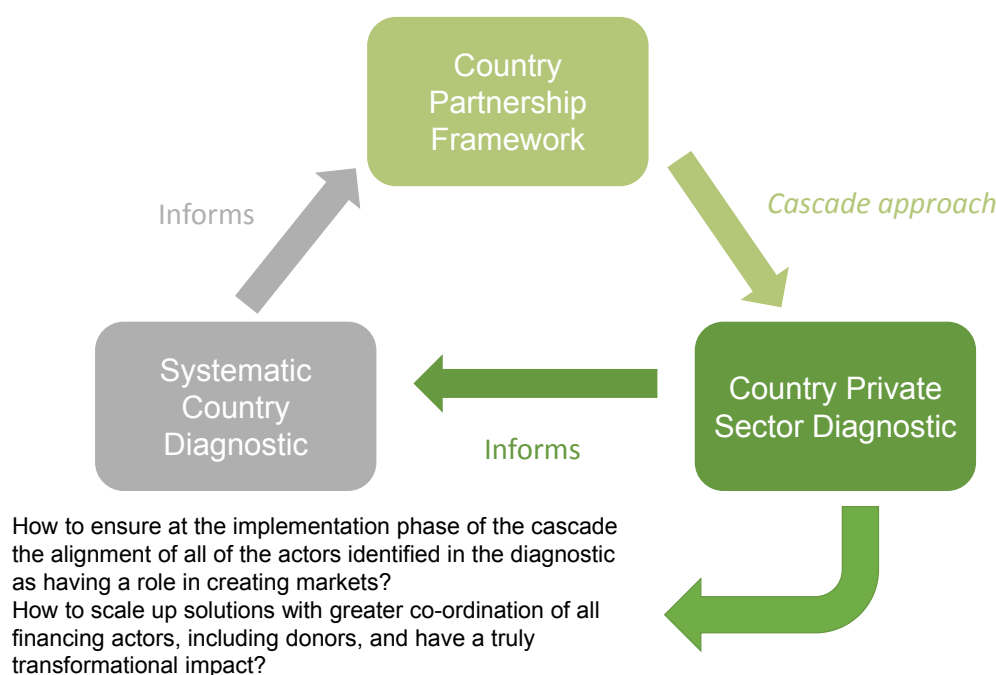 Country
Partnership
Framework
Informs
Cascade approach
Systematic
Country
Diagnostic
Informs
Country Private
Sector Diagnostic
How to ensure at the implementation phase of the cascade
the alignment of all of the actors identified in the diagnostic
as having a role in creating markets?
How to scale up solutions with greater co-ordination of all
financing actors, including donors, and have a truly
transformational impact?